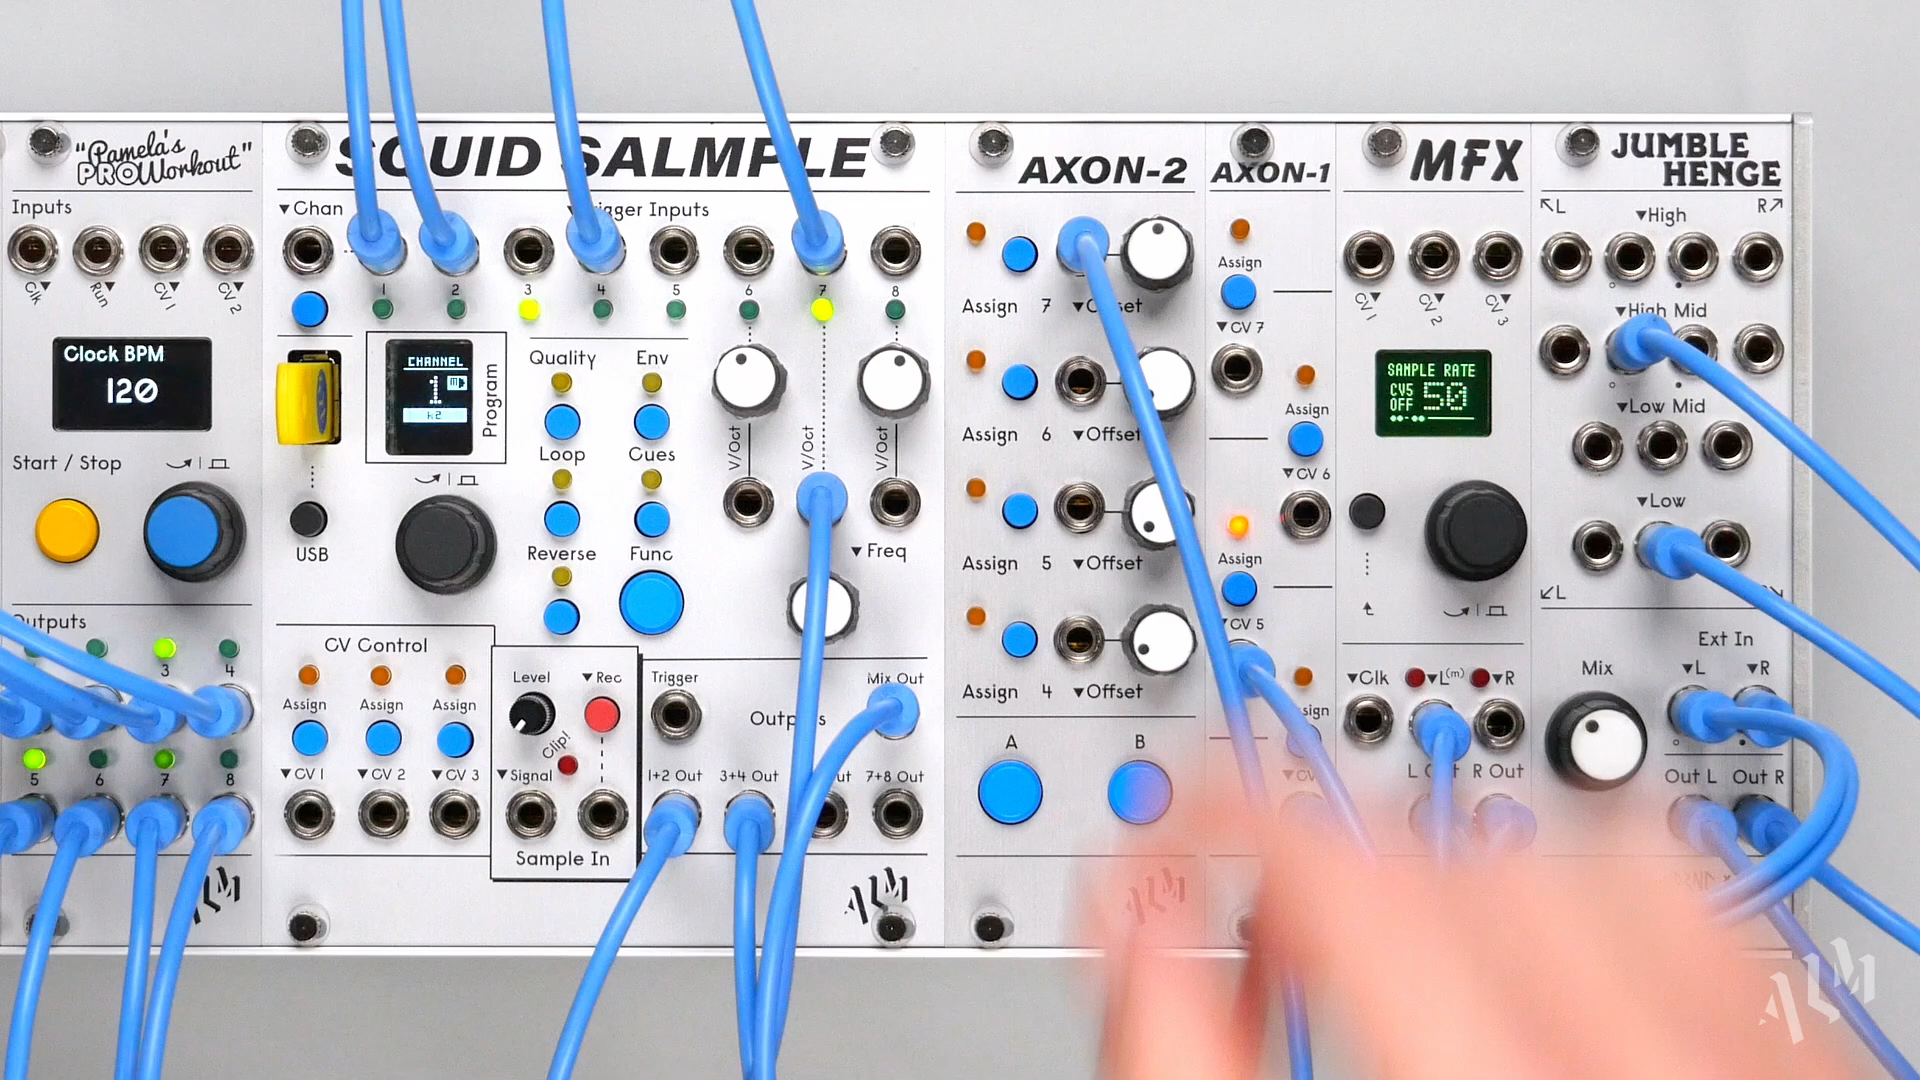 "Pamela's
PRO Workout"
Inputs
Clk▼
Run▼
CV 1▼
CV 2▼
Clock BPM
120
Start / Stop
Outputs
3
4
5
6
7
8
SQUID SALMPLE
▼Chan
▼Trigger Inputs
1
2
3
4
5
6
7
8
CHANNEL
1
k2
Program
Quality
Env
Loop
Cues
Reverse
Func
V/Oct
V/Oct
V/Oct
▼Freq
USB
CV Control
Assign
Assign
Assign
▼CV 1
▼CV 2
▼CV 3
Level
▼Rec
Clip!
▼Signal
Sample In
Trigger
Mix Out
Outputs
1+2 Out
3+4 Out
7+8 Out
ALM
AXON-2
Assign 7 ▼Offset
Assign 6 ▼Offset
Assign 5 ▼Offset
Assign 4 ▼Offset
A
B
AXON-1
Assign
▼CV 7
Assign
▼CV 6
Assign
▼CV 5
MFX
CV 1▼
CV 2▼
CV 3▼
SAMPLE RATE
CV5
OFF
50
▼Clk
▼L(m)
▼R
L Out
R Out
JUMBLE
HENGE
L
▼High
R
▼High Mid
▼Low Mid
▼Low
L
Ext In
Mix
▼L
▼R
Out L
Out R
ALM